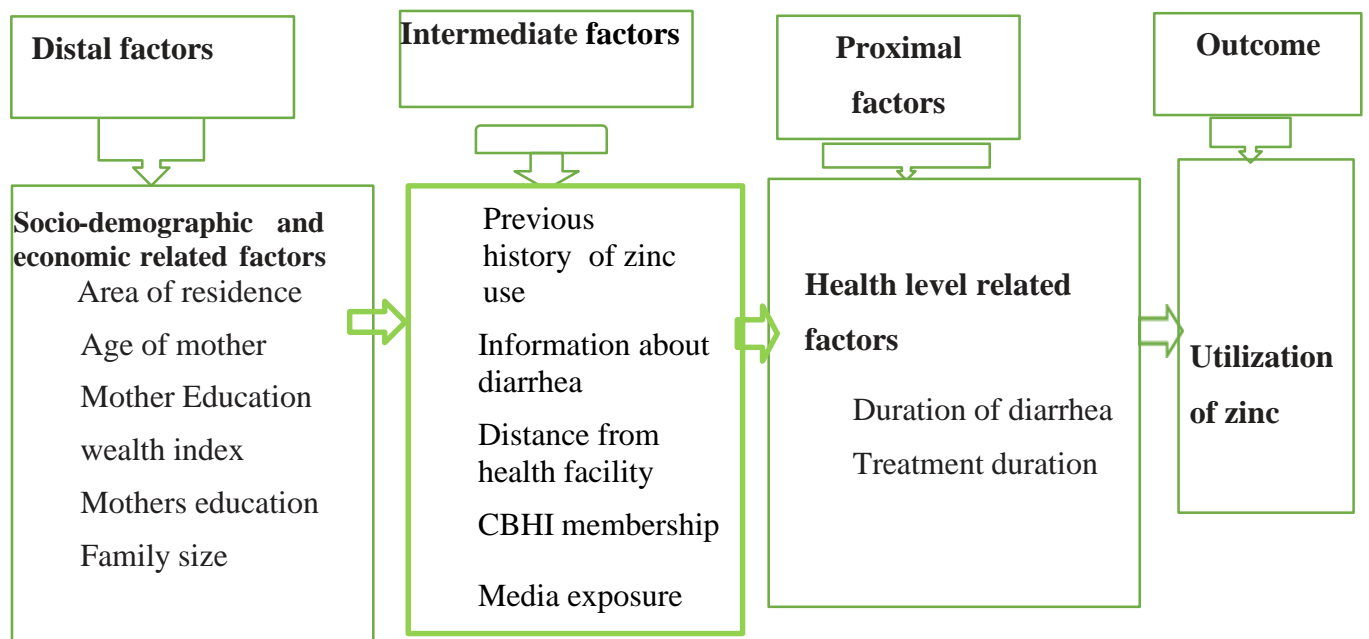 Distal factors
Intermediate factors
Proximal
factors
Outcome
Socio-demographic and
economic related factors
Area of residence
Age of mother
Mother Education
wealth index
Mothers education
Family size
Previous
history of zinc
use
Information about
diarrhea
Distance from
health facility
CBHI membership
Media exposure
Health level related
factors
Duration of diarrhea
Treatment duration
Utilization
of zinc